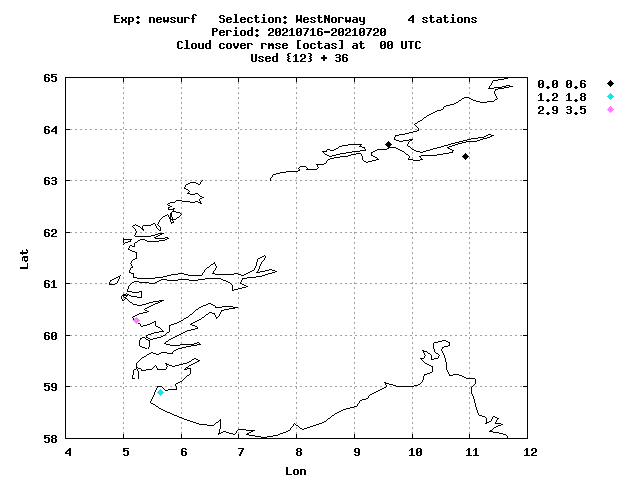 Exp: newsurf   Selection: WestNorway      4 stations
Period: 20210716-20210720
Cloud cover rmse [octas] at  00 UTC
Used {12} + 36
65
64
63
62
61
60
59
58
Lat
4 5 6 7 8 9 10 11 12
Lon
0.0 0.6
1.2 1.8
2.9 3.5